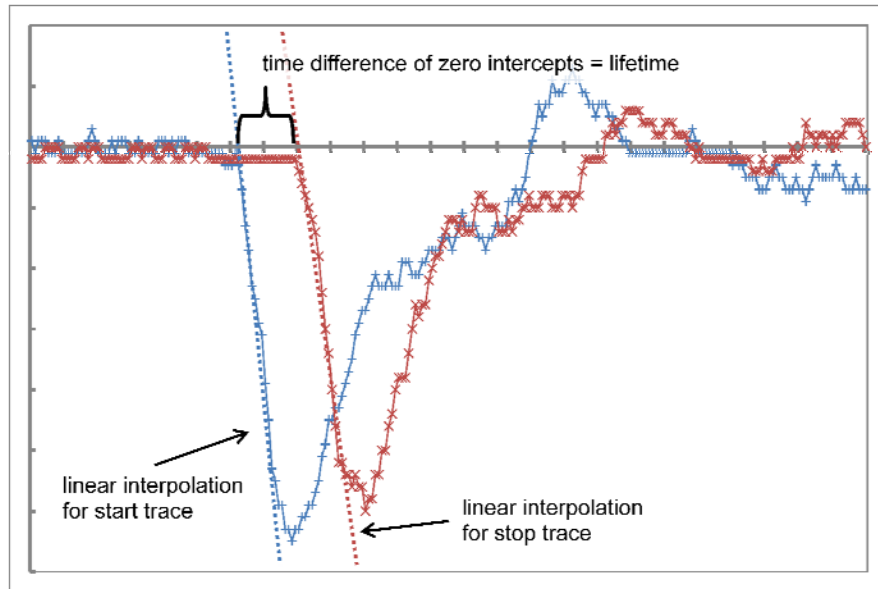 time difference of zero intercepts = lifetime
linear interpolation
for start trace
linear interpolation
for stop trace